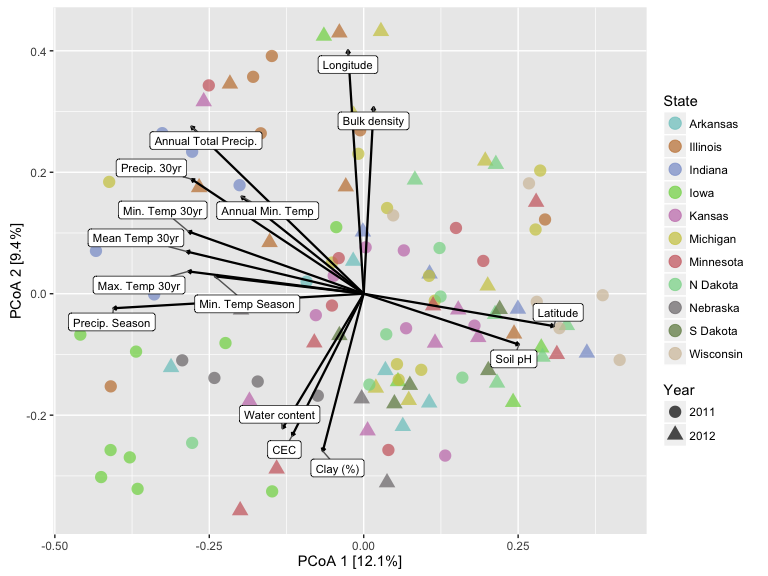 0.4
0.2
0.0
-0.2
-0.50
-0.25
0.00
0.25
PCoA 2 [9.4%]
PCoA 1 [12.1%]
Longitude
Bulk density
Annual Total Precip.
Precip. 30yr
Annual Min. Temp
Min. Temp 30yr
Mean Temp 30yr
Max. Temp 30yr
Min. Temp Season
Precip. Season
Latitude
Soil pH
Water content
CEC
Clay (%)
State
Arkansas
Illinois
Indiana
Iowa
Kansas
Michigan
Minnesota
N Dakota
Nebraska
S Dakota
Wisconsin
Year
2011
2012